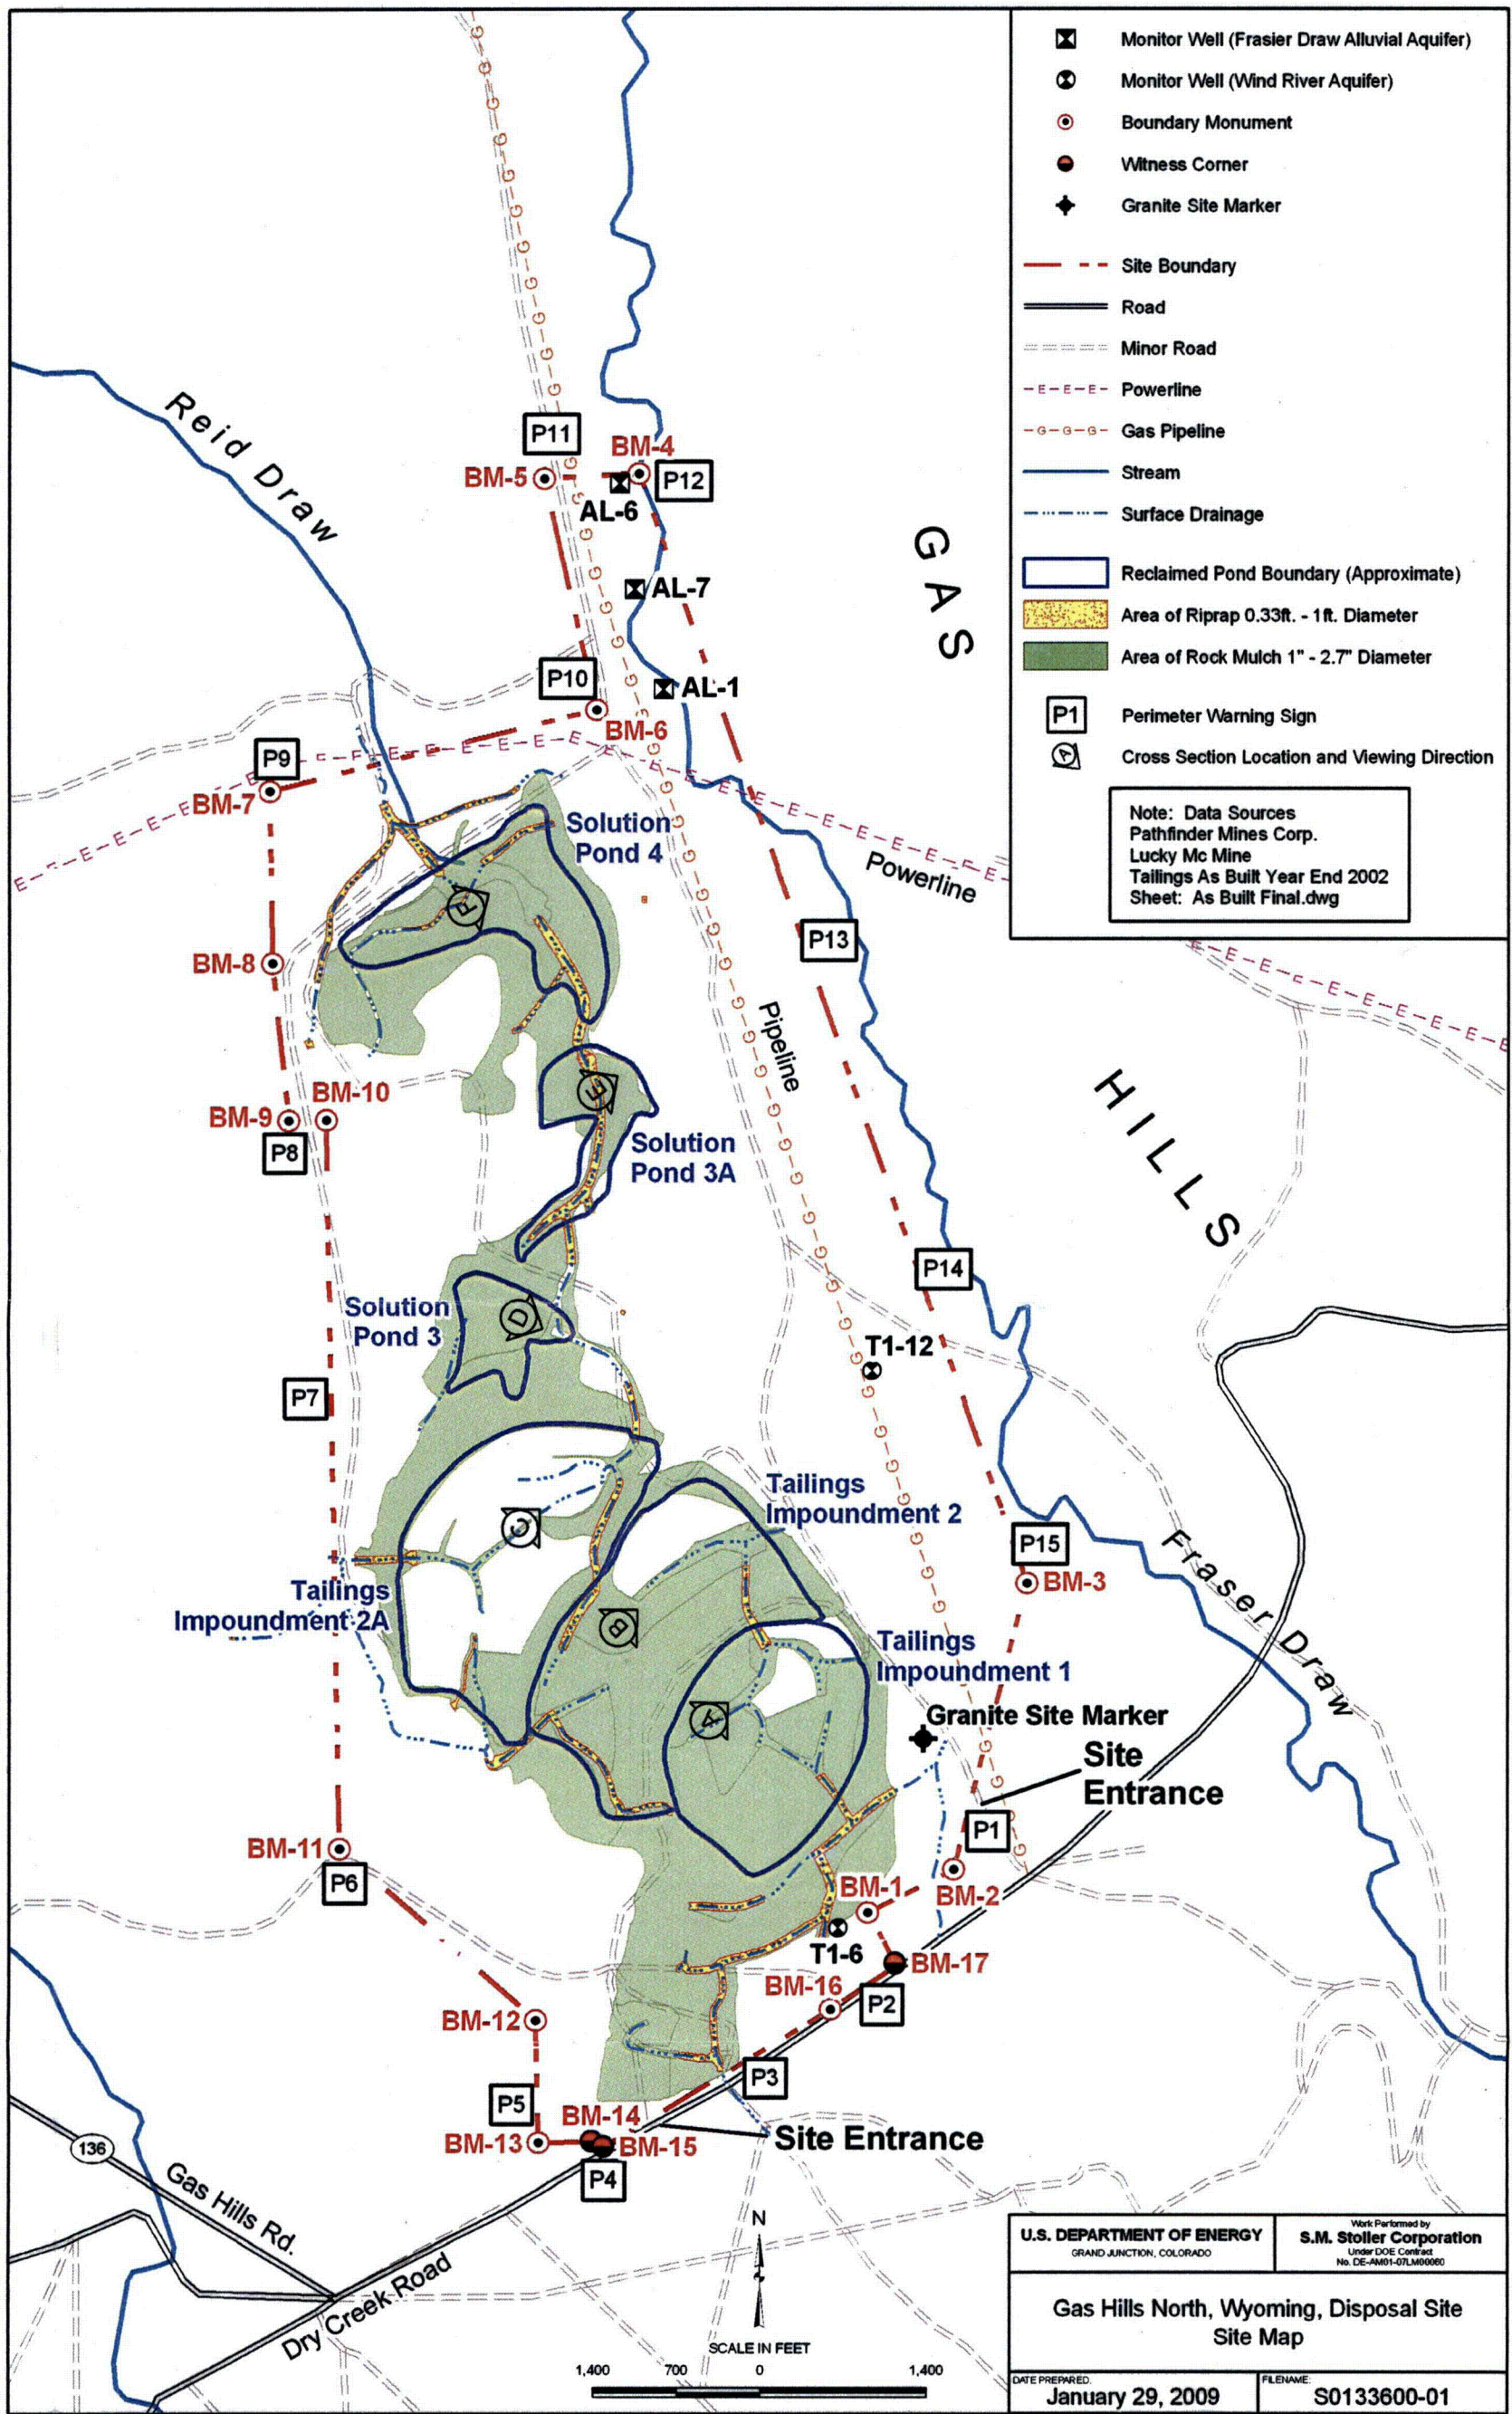 Monitor Well (Frasier Draw Alluvial Aquifer)
Monitor Well (Wind River Aquifer)
Boundary Monument
Witness Corner
Granite Site Marker
Site Boundary
Road
Minor Road
Powerline
Gas Pipeline
Stream
Surface Drainage
Reclaimed Pond Boundary (Approximate)
Area of Riprap 0.33ft. - 1ft. Diameter
Area of Rock Mulch 1" - 2.7" Diameter
P1 Perimeter Warning Sign
A Cross Section Location and Viewing Direction
Note: Data Sources
Pathfinder Mines Corp.
Lucky Mc Mine
Tailings As Built Year End 2002
Sheet: As Built Final.dwg
Reid Draw
P11
BM-4
BM-5
P12
AL-6
AL-7
GAS
P10
AL-1
BM-6
P9
BM-7
Solution
Pond 4
Powerline
F
P13
BM-8
Pipeline
HILLS
E
BM-10
BM-9
P8
Solution
Pond 3A
P14
Solution
Pond 3
D
T1-12
P7
Tailings
Impoundment 2
C
P15
BM-3
Fraser Draw
Tailings
Impoundment 2A
B
Tailings
Impoundment 1
A
Granite Site Marker
Site
Entrance
P1
BM-11
P6
BM-1
BM-2
T1-6
BM-17
BM-16
P2
BM-12
P3
P5
BM-14
BM-13
BM-15
Site Entrance
P4
136
Gas Hills Rd.
Dry Creek Road
N
SCALE IN FEET
1,400 700 0 1,400
U.S. DEPARTMENT OF ENERGY
GRAND JUNCTION, COLORADO
Work Performed by
S.M. Stoller Corporation
Under DOE Contract
No. DE-AM01-07LM00060
Gas Hills North, Wyoming, Disposal Site
Site Map
DATE PREPARED:
January 29, 2009
FILENAME:
S0133600-01